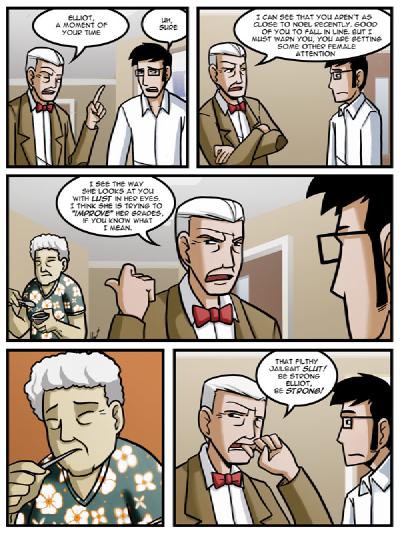 ELLIOT,
A MOMENT OF
YOUR TIME
UH,
SURE
I CAN SEE THAT YOU AREN'T AS
CLOSE TO NOEL RECENTLY. GOOD
OF YOU TO FALL IN LINE. BUT I
MUST WARN YOU, YOU ARE GETTING
SOME OTHER FEMALE
ATTENTION
I SEE THE WAY
SHE LOOKS AT YOU
WITH LUST IN HER EYES.
I THINK SHE IS TRYING TO
"IMPROVE" HER GRADES,
IF YOU KNOW WHAT
I MEAN.
THAT FILTHY
JAILBAIT SLUT!
BE STRONG
ELLIOT,
BE STRONG!